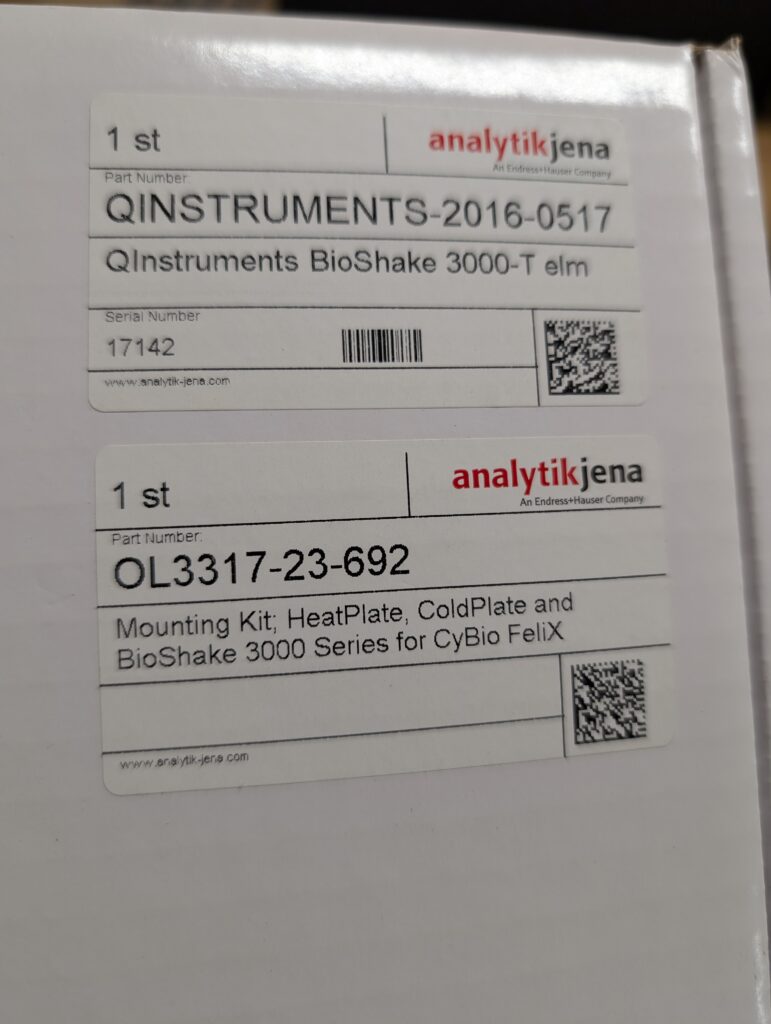 1 st
analytikjena
An Endress+Hauser Company
Part Number:
QINSTRUMENTS-2016-0517
QInstruments BioShake 3000-T elm
Serial Number
17142
www.analytik-jena.com
1 st
analytikjena
An Endress+Hauser Company
Part Number:
OL3317-23-692
Mounting Kit; HeatPlate, ColdPlate and
BioShake 3000 Series for CyBio FeliX
www.analytik-jena.com